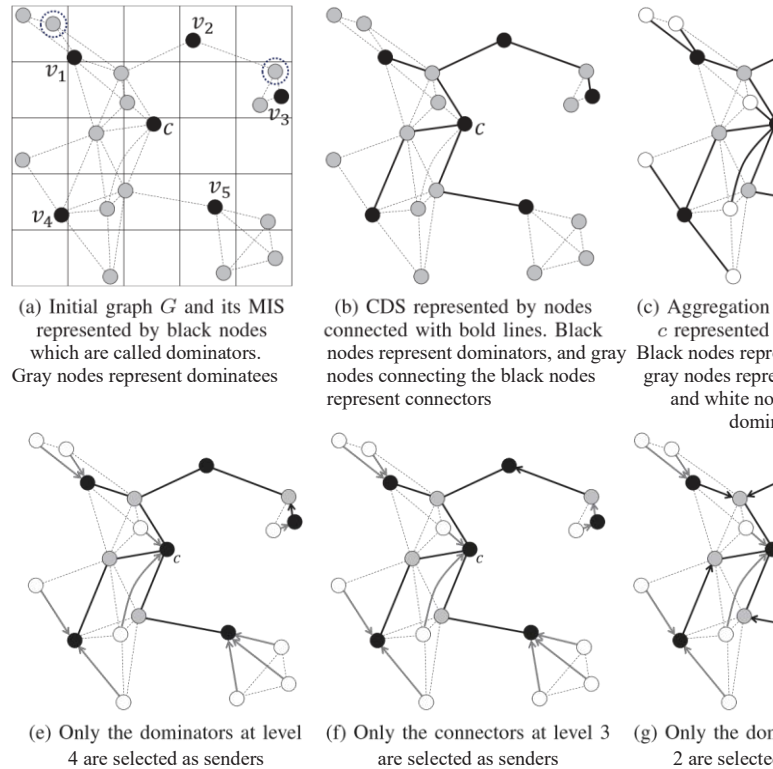 v₁
v₂
v₃
c
v₄
v₅
c
(a) Initial graph G and its MIS
represented by black nodes
which are called dominators.
Gray nodes represent dominatees
(b) CDS represented by nodes
connected with bold lines. Black
nodes represent dominators, and gray
nodes connecting the black nodes
represent connectors
(c) Aggregation
c represented
Black nodes repr
gray nodes repre
and white no
domin
c
c
(e) Only the dominators at level
4 are selected as senders
(f) Only the connectors at level 3
are selected as senders
(g) Only the don
2 are selected